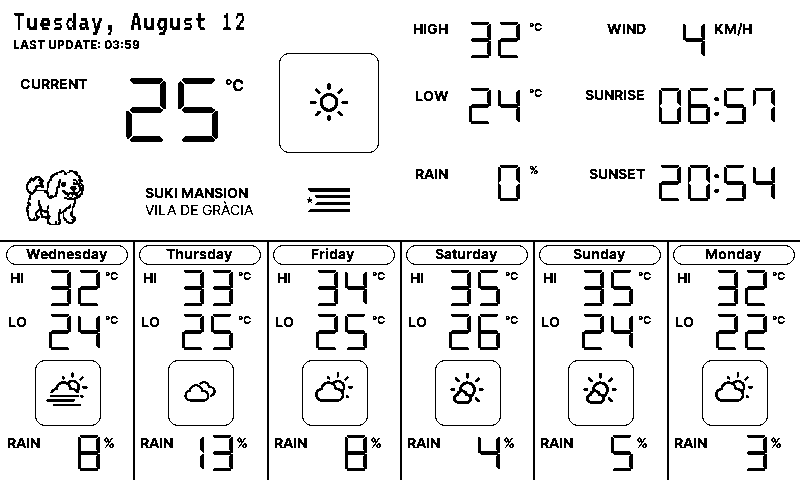 Tuesday, August 12
LAST UPDATE: 03:59
CURRENT 25 °C
HIGH 32 °C
WIND 4 KM/H
LOW 24 °C
SUNRISE 06:57
RAIN 0 %
SUNSET 20:54
SUKI MANSION
VILA DE GRÀCIA
Wednesday
HI 32 °C
LO 24 °C
RAIN 8 %
Thursday
HI 33 °C
LO 25 °C
RAIN 13 %
Friday
HI 34 °C
LO 25 °C
RAIN 8 %
Saturday
HI 35 °C
LO 26 °C
RAIN 4 %
Sunday
HI 35 °C
LO 24 °C
RAIN 5 %
Monday
HI 32 °C
LO 22 °C
RAIN 3 %